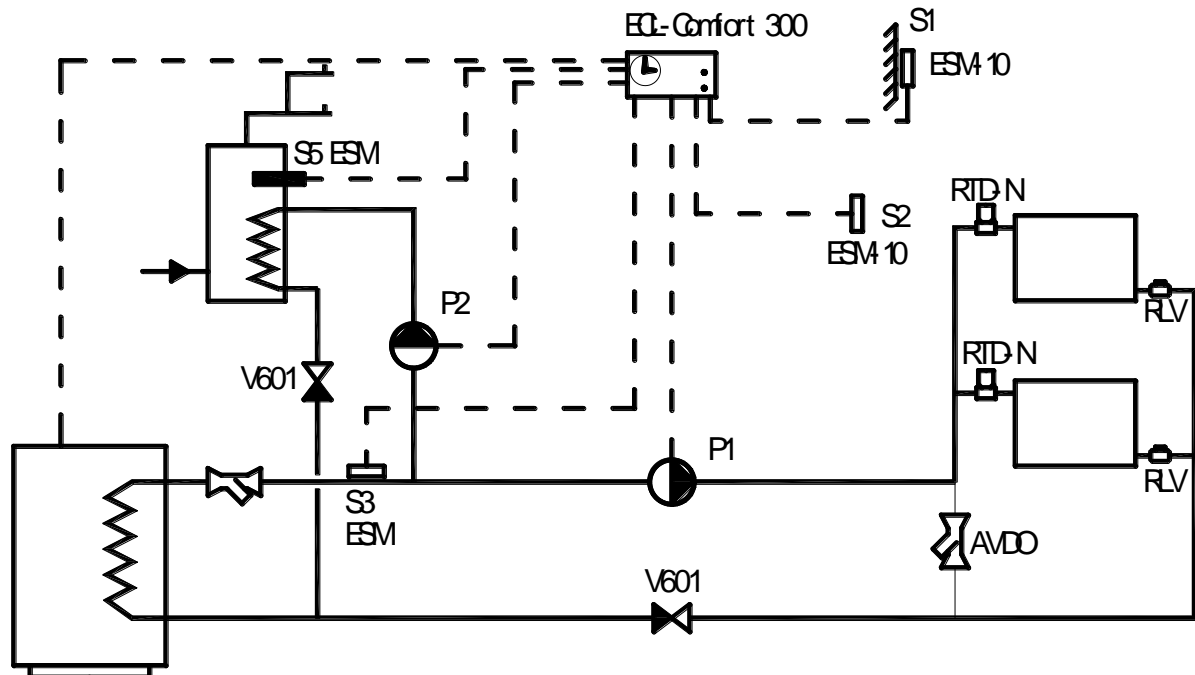 ECL-Comfort 300
S1
ESM-10
S5 ESM
RTD-N
S2
ESM-10
P2
RLV
RTD-N
V601
P1
RLV
S3
ESM
AVDO
V601